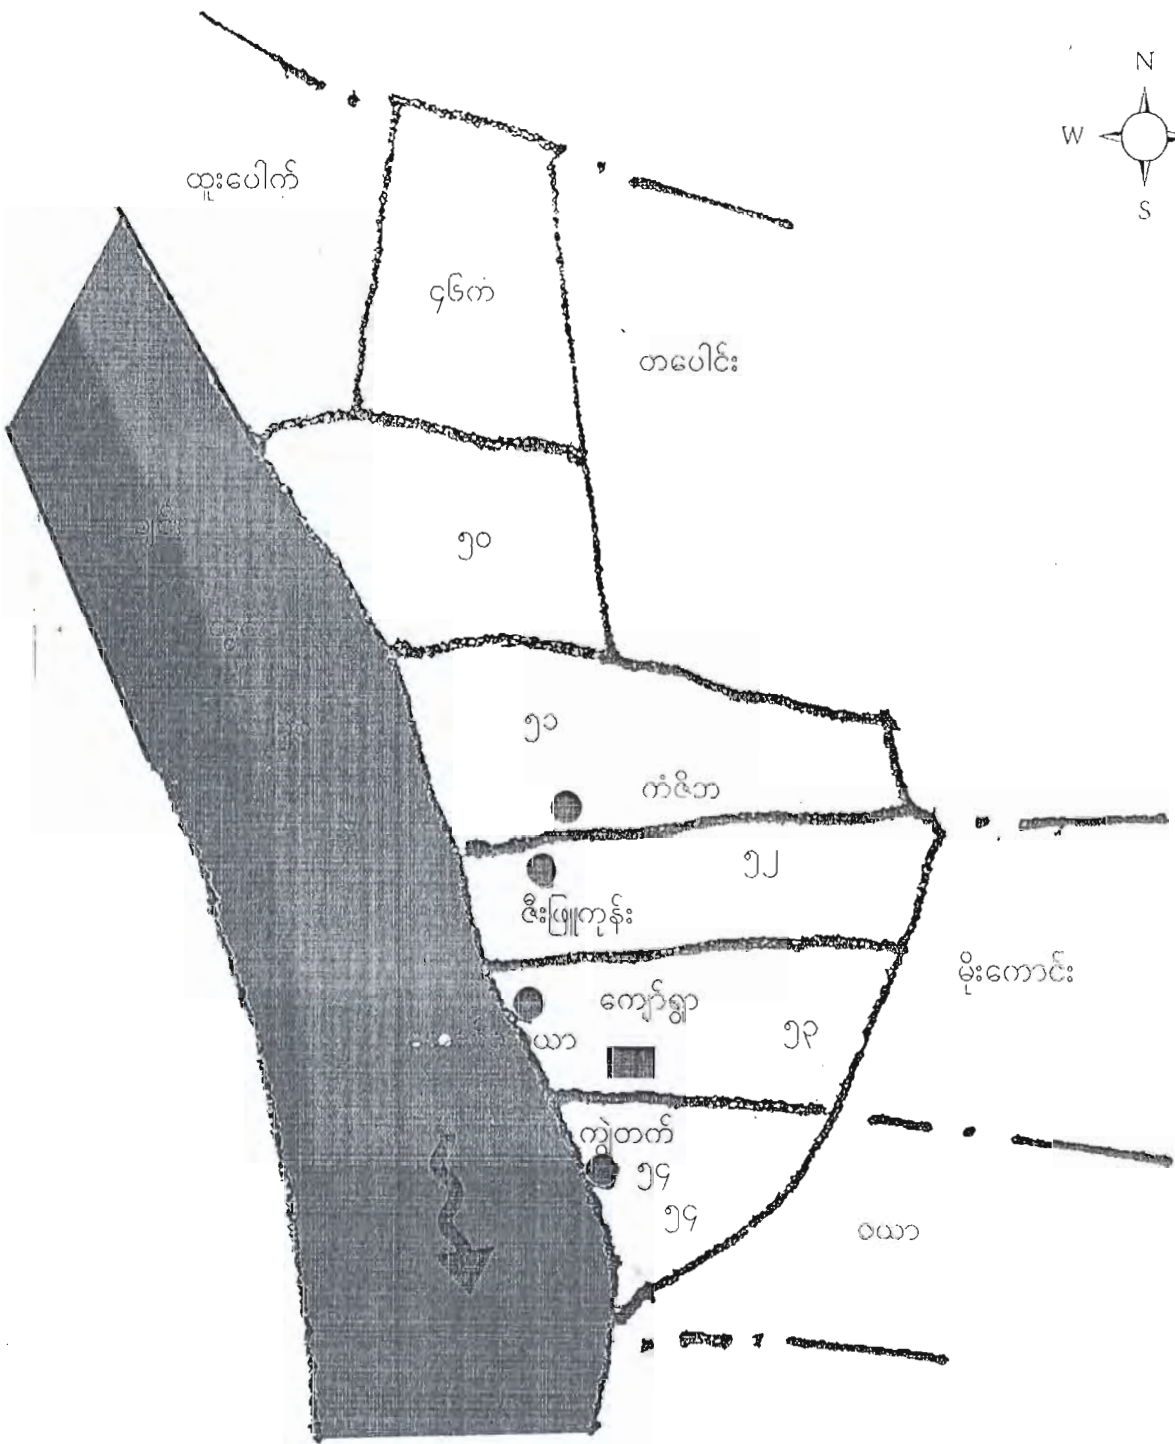 N
W
S
ထူးပေါက်
၄၆က
တပေါင်း
ချင်း
၅၀
၅၁
ကံဇိဘ
၅၂
ဇီးဖြူကုန်း
မိုးကောင်း
ကျော်ရွာ
၅၃
ယာ
ကျွဲတက်
၅၄
၅၄
ဝယာ